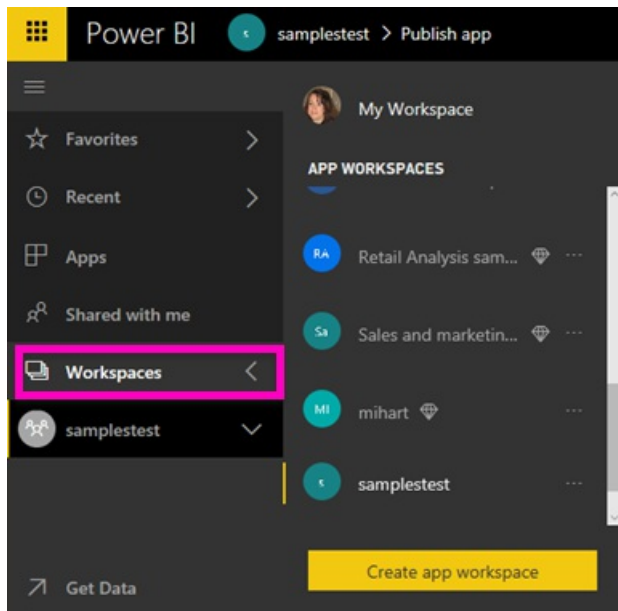 Power BI s samplestest > Publish app
My Workspace
Favorites
APP WORKSPACES
Recent
RA Retail Analysis sam... ...
Apps
Shared with me
Sa Sales and marketin... ...
Workspaces
MI mihart ...
samplestest
s samplestest ...
Create app workspace
Get Data